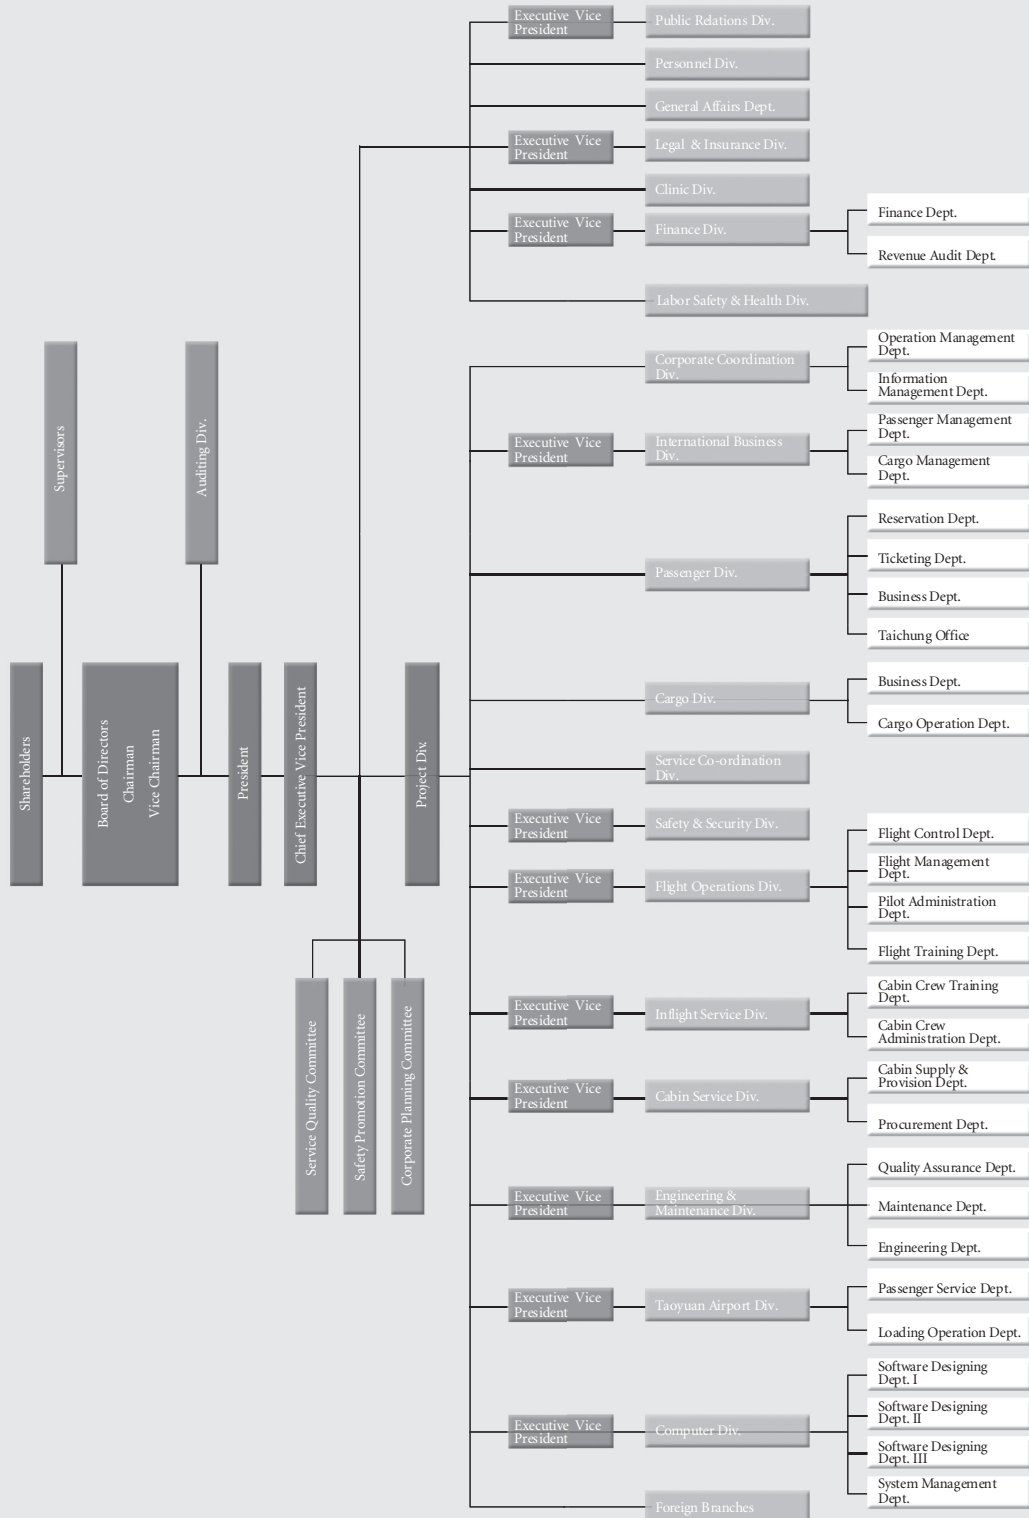 Executive Vice
President
Public Relations Div.
Personnel Div.
General Affairs Dept.
Executive Vice
President
Legal & Insurance Div.
Clinic Div.
Executive Vice
President
Finance Div.
Finance Dept.
Revenue Audit Dept.
Labor Safety & Health Div.
Corporate Coordination
Div.
Operation Management
Dept.
Information
Management Dept.
Executive Vice
President
International Business
Div.
Passenger Management
Dept.
Cargo Management
Dept.
Passenger Div.
Reservation Dept.
Ticketing Dept.
Business Dept.
Taichung Office
Cargo Div.
Business Dept.
Cargo Operation Dept.
Supervisors
Auditing Div.
Shareholders
Board of Directors
Chairman
Vice Chairman
President
Chief Executive Vice President
Project Div.
Service Co-ordination
Div.
Executive Vice
President
Safety & Security Div.
Executive Vice
President
Flight Operations Div.
Flight Control Dept.
Flight Management
Dept.
Pilot Administration
Dept.
Flight Training Dept.
Service Quality Committee
Safety Promotion Committee
Corporate Planning Committee
Executive Vice
President
Inflight Service Div.
Cabin Crew Training
Dept.
Cabin Crew
Administration Dept.
Executive Vice
President
Cabin Service Div.
Cabin Supply &
Provision Dept.
Procurement Dept.
Executive Vice
President
Engineering &
Maintenance Div.
Quality Assurance Dept.
Maintenance Dept.
Engineering Dept.
Executive Vice
President
Taoyuan Airport Div.
Passenger Service Dept.
Loading Operation Dept.
Executive Vice
President
Computer Div.
Software Designing
Dept. I
Software Designing
Dept. II
Software Designing
Dept. III
System Management
Dept.
Foreign Branches